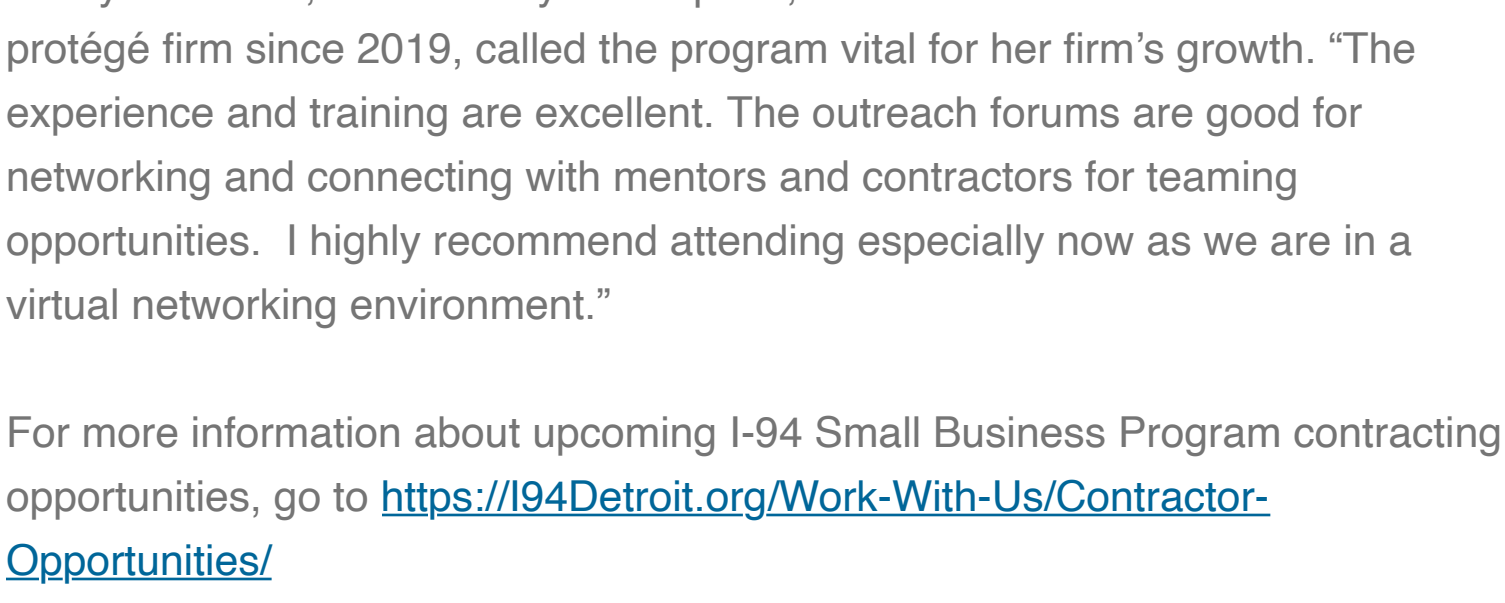 protégé firm since 2019, called the program vital for her firm’s growth. “The
experience and training are excellent. The outreach forums are good for
networking and connecting with mentors and contractors for teaming
opportunities.  I highly recommend attending especially now as we are in a
virtual networking environment.”
For more information about upcoming I-94 Small Business Program contracting
opportunities, go to https://I94Detroit.org/Work-With-Us/Contractor-
Opportunities/